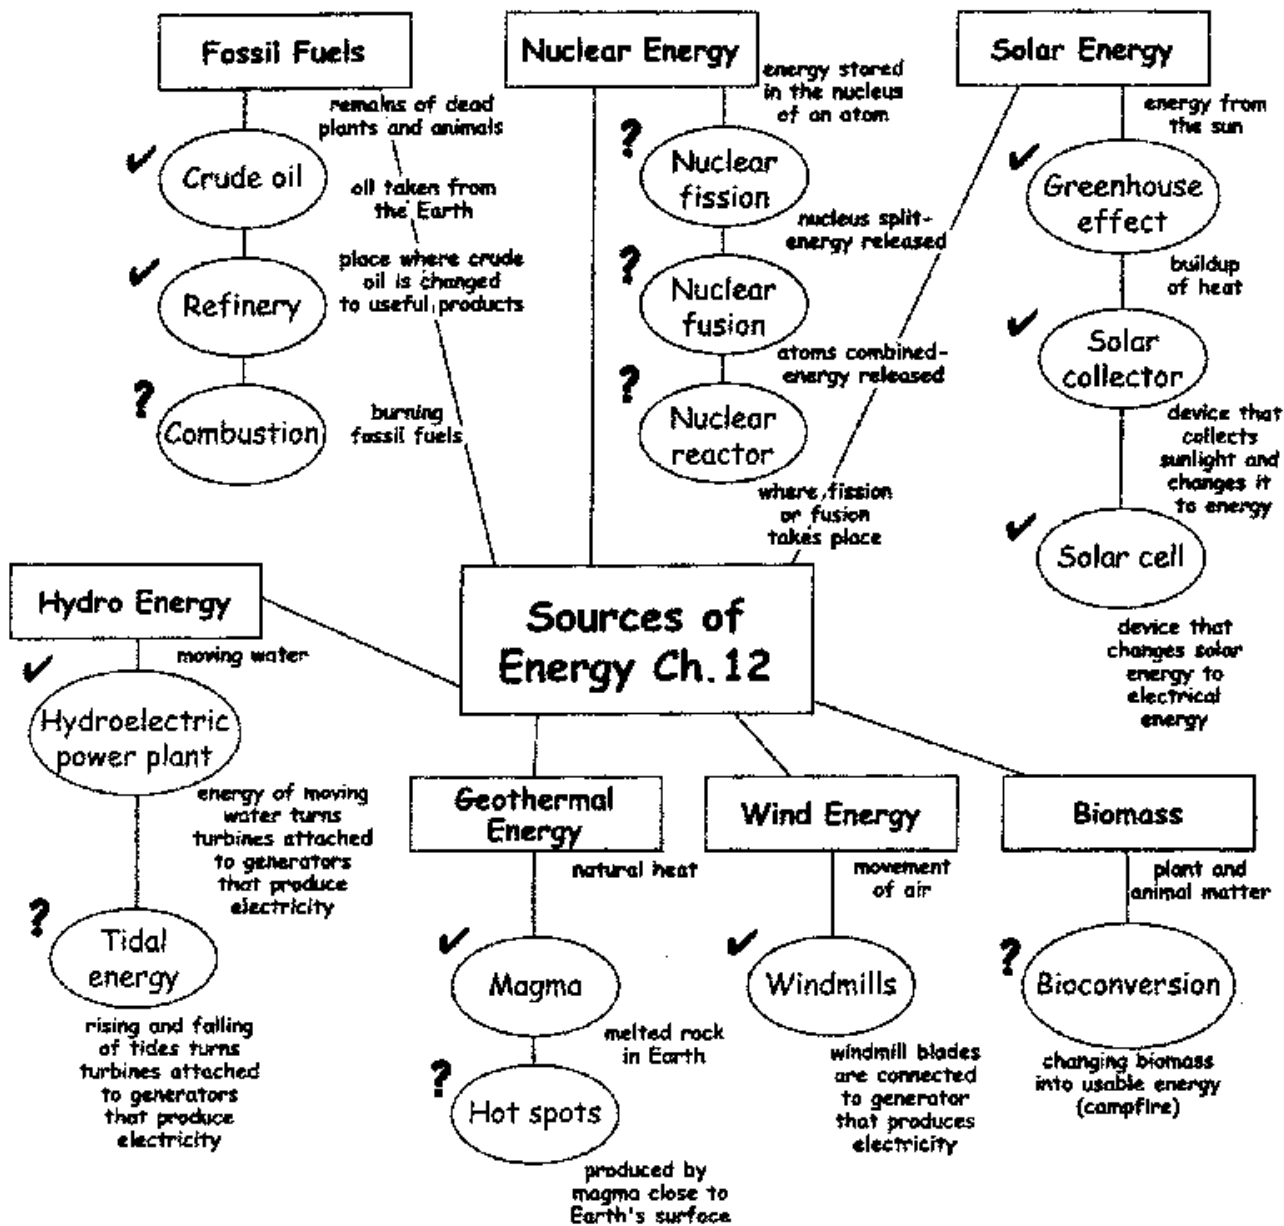 Fossil Fuels
remains of dead
plants and animals
✓
Crude oil
oil taken from
the Earth
✓
Refinery
place where crude
oil is changed
to useful products
?
Combustion
burning
fossil fuels
Nuclear Energy
energy stored
in the nucleus
of an atom
?
Nuclear
fission
nucleus split-
energy released
?
Nuclear
fusion
atoms combined-
energy released
?
Nuclear
reactor
where fission
or fusion
takes place
Solar Energy
energy from
the sun
✓
Greenhouse
effect
buildup
of heat
✓
Solar
collector
device that
collects
sunlight and
changes it
to energy
✓
Solar cell
device that
changes solar
energy to
electrical
energy
Sources of
Energy Ch.12
Hydro Energy
moving water
✓
Hydroelectric
power plant
energy of moving
water turns
turbines attached
to generators
that produce
electricity
?
Tidal
energy
rising and falling
of tides turns
turbines attached
to generators
that produce
electricity
Geothermal
Energy
natural heat
✓
Magma
melted rock
in Earth
?
Hot spots
produced by
magma close to
Earth's surface
Wind Energy
movement
of air
✓
Windmills
windmill blades
are connected
to generator
that produces
electricity
Biomass
plant and
animal matter
?
Bioconversion
changing biomass
into usable energy
(campfire)